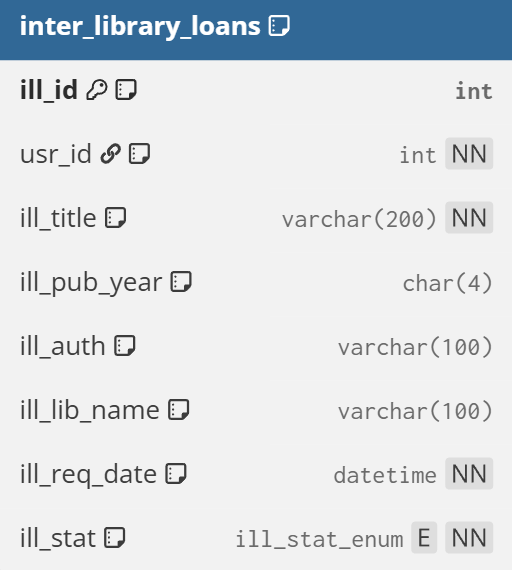 inter_library_loans
ill_id int
usr_id int NN
ill_title varchar(200) NN
ill_pub_year char(4)
ill_auth varchar(100)
ill_lib_name varchar(100)
ill_req_date datetime NN
ill_stat ill_stat_enum E NN